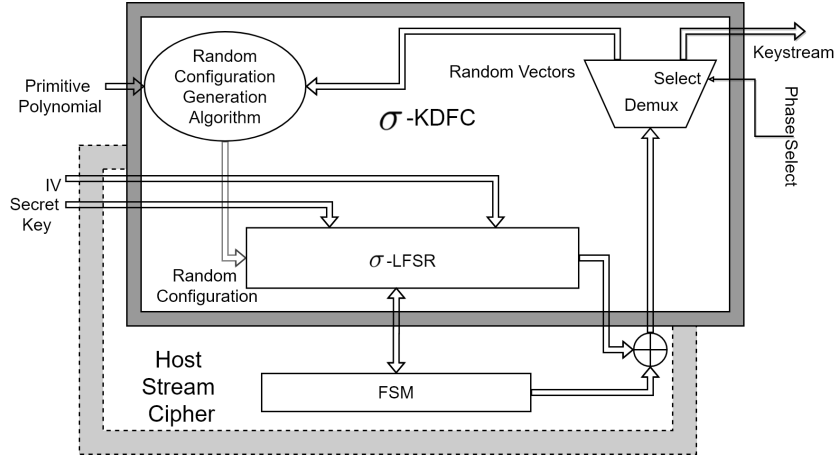 Random
Configuration
Generation
Algorithm
Primitive
Polynomial
Random Vectors
Select
Demux
Keystream
Phase Select
σ-KDFC
IV
Secret
Key
σ-LFSR
Random
Configuration
Host
Stream
Cipher
FSM